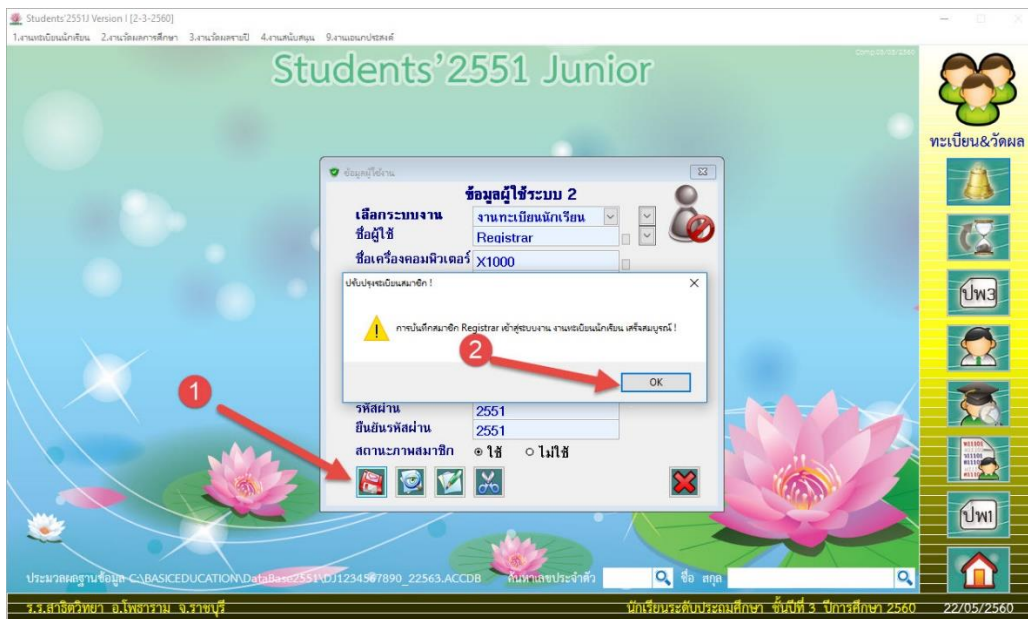 Students'2551J Version I [2-3-2560]
1.งานทะเบียนนักเรียน 2.งานวัดผลการศึกษา 3.งานวัดผลรายปี 4.งานสนับสนุน 9.งานเอนกประสงค์
Students'2551 Junior
ทะเบียน&วัดผล
ข้อมูลผู้ใช้งาน
ข้อมูลผู้ใช้ระบบ 2
เลือกระบบงาน งานทะเบียนนักเรียน
ชื่อผู้ใช้ Registrar
ชื่อเครื่องคอมพิวเตอร์ X1000
ปรับปรุงทะเบียนสมาชิก !
การบันทึกสมาชิก Registrar เข้าสู่ระบบงาน งานทะเบียนนักเรียน เสร็จสมบูรณ์ !
2
OK
1
รหัสผ่าน 2551
ยืนยันรหัสผ่าน 2551
สถานะภาพสมาชิก ใช้ ไม่ใช้
ปพ3
ปพ1
ประมวลผลฐานข้อมูล C:\BASICEDUCATION\DataBase2551\DJ1234567890_22563.ACCDB ค้นหาเลขประจำตัว ชื่อ สกุล
ร.ร.สาธิตวิทยา อ.โพธาราม จ.ราชบุรี นักเรียนระดับประถมศึกษา ชั้นปีที่ 3 ปีการศึกษา 2560 22/05/2560